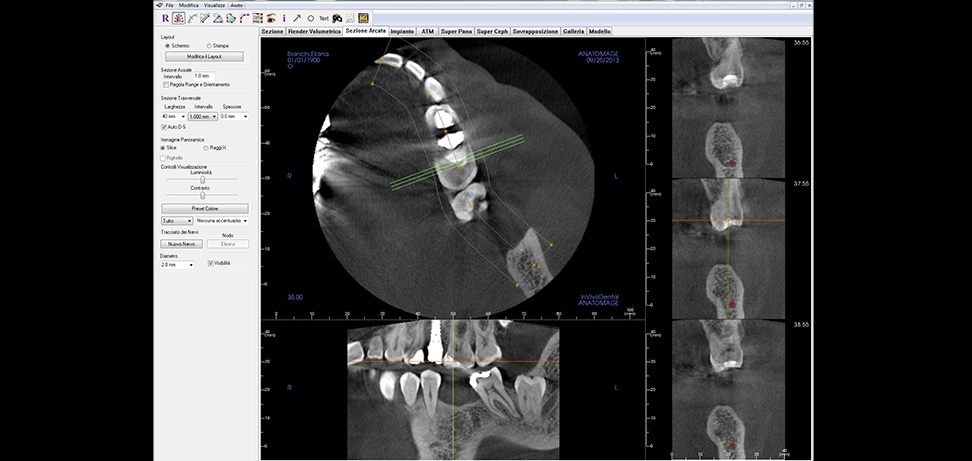 File Modifica Visualizza Aiuto
R i Text
Sezione Render Volumetrica Sezione Arcata Impianto ATM Super Pano Super Ceph Sovrapposizione Galleria Modello
Layout
Schermo Stampa
Modifica il Layout
Sezione Assiale
Intervallo 1.0 mm
Regola Range e Orientamento
Sezione Trasversale
Larghezza Intervallo Spessore
40 mm 1.000 mm 0.0 mm
Auto D-S
Immagine Panoramica
Slice Raggi X
Righello
Controlli Visualizzazione
Luminosità
Contrasto
Preset Colore
Tutto Nessuna accentuazio
Tracciato dei Nervi
Nodo
Nuovo Nervo Elimina
Diametro
2.0 mm Visibilità
Bianchi,Eliana
01/01/1900
O
ANATOMAGE
09/25/2013
R L
35.00
InVivoDental
ANATOMAGE
R L
36.55
37.55
38.55